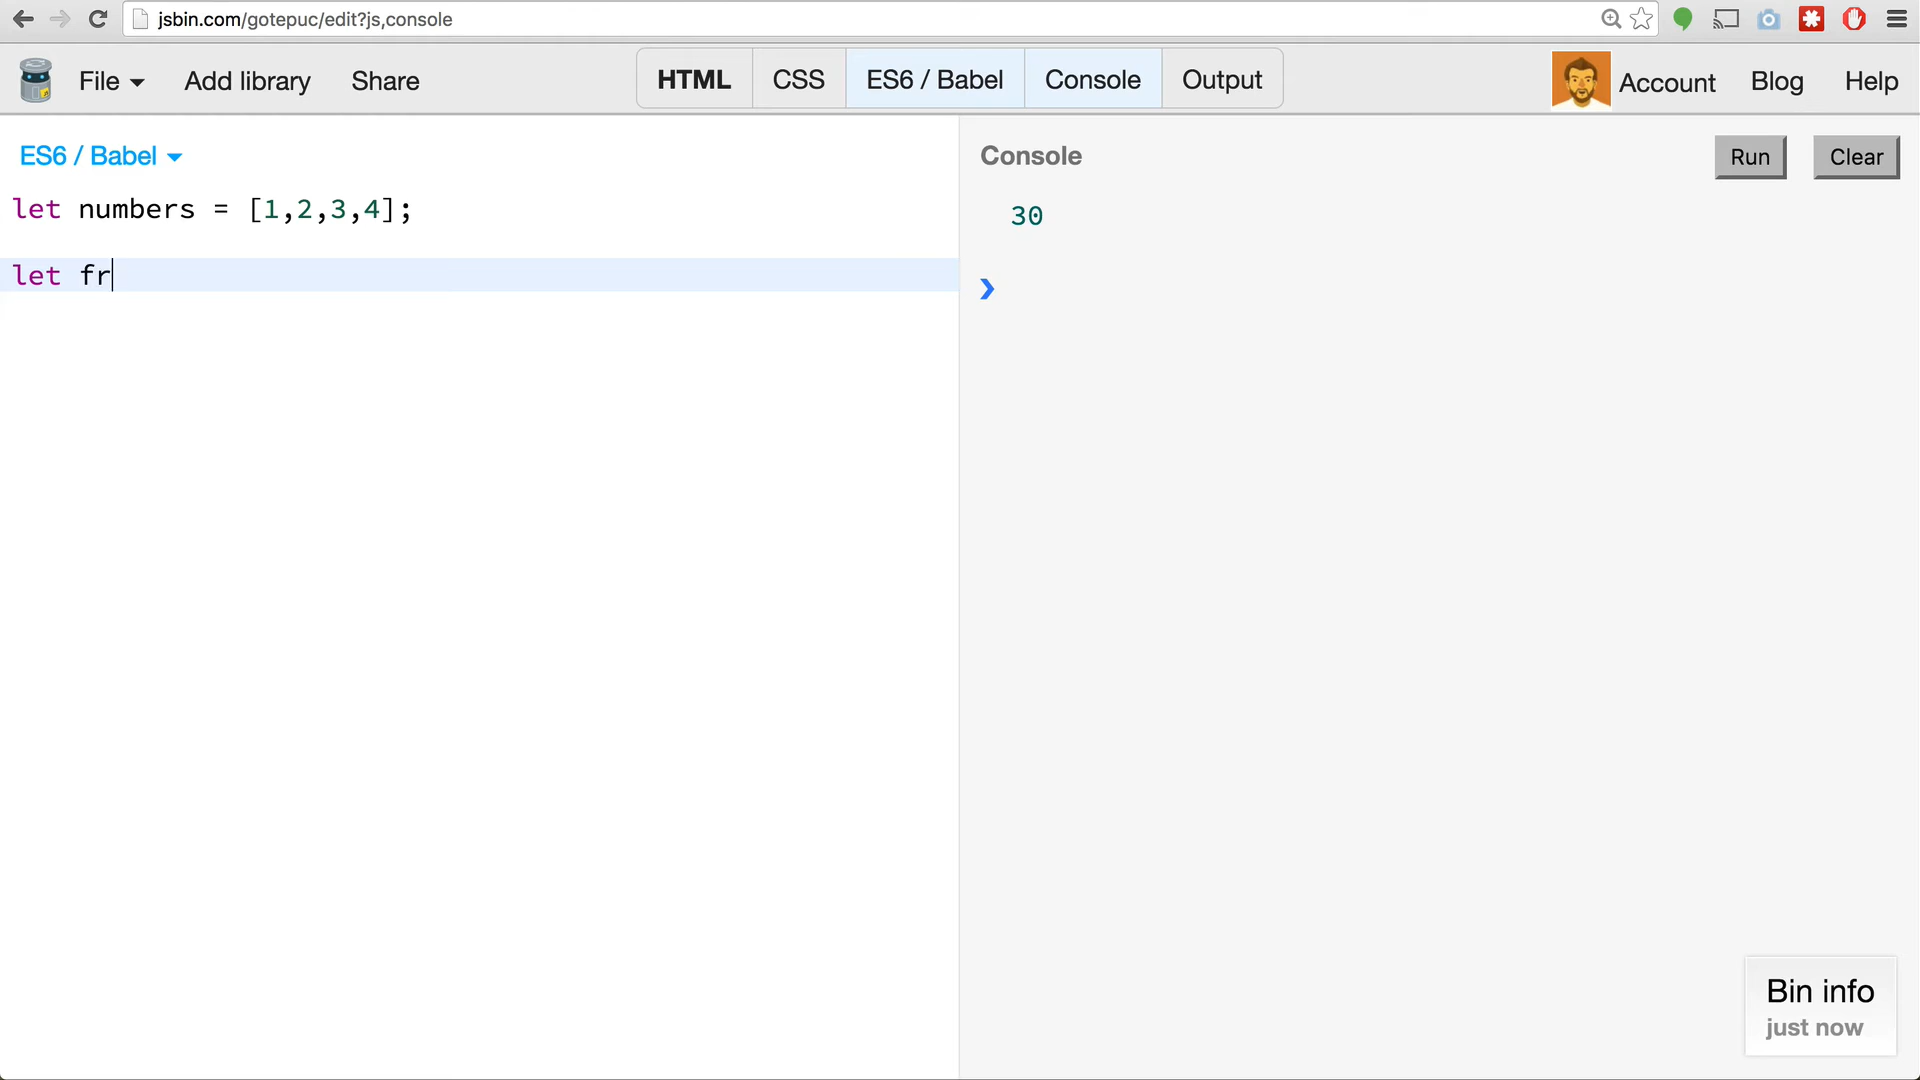 jsbin.com/gotepuc/edit?js,console
File Add library Share HTML CSS ES6 / Babel Console Output Account Blog Help
ES6 / Babel
let numbers = [1,2,3,4];
let fr
Console Run Clear
30
Bin info
just now